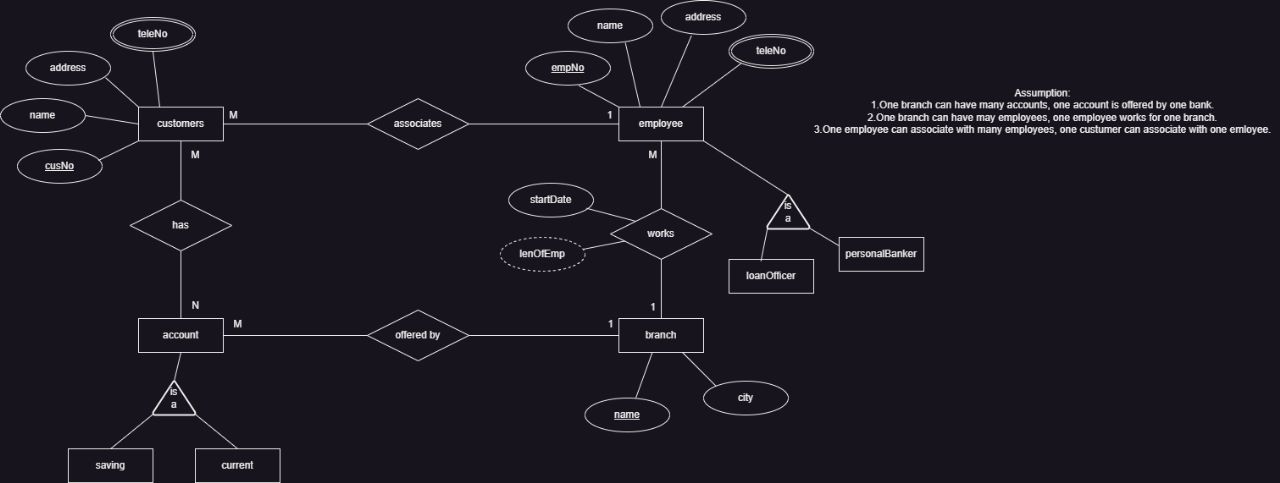 teleNo
address
name
cusNo
customers
M
associates
1
employee
name
address
empNo
teleNo
Assumption:
1.One branch can have many accounts, one account is offered by one bank.
2.One branch can have may employees, one employee works for one branch.
3.One employee can associate with many employees, one custumer can associate with one emloyee.
M
has
N
M
startDate
lenOfEmp
works
1
is
a
loanOfficer
personalBanker
account
M
offered by
1
branch
is
a
saving
current
name
city